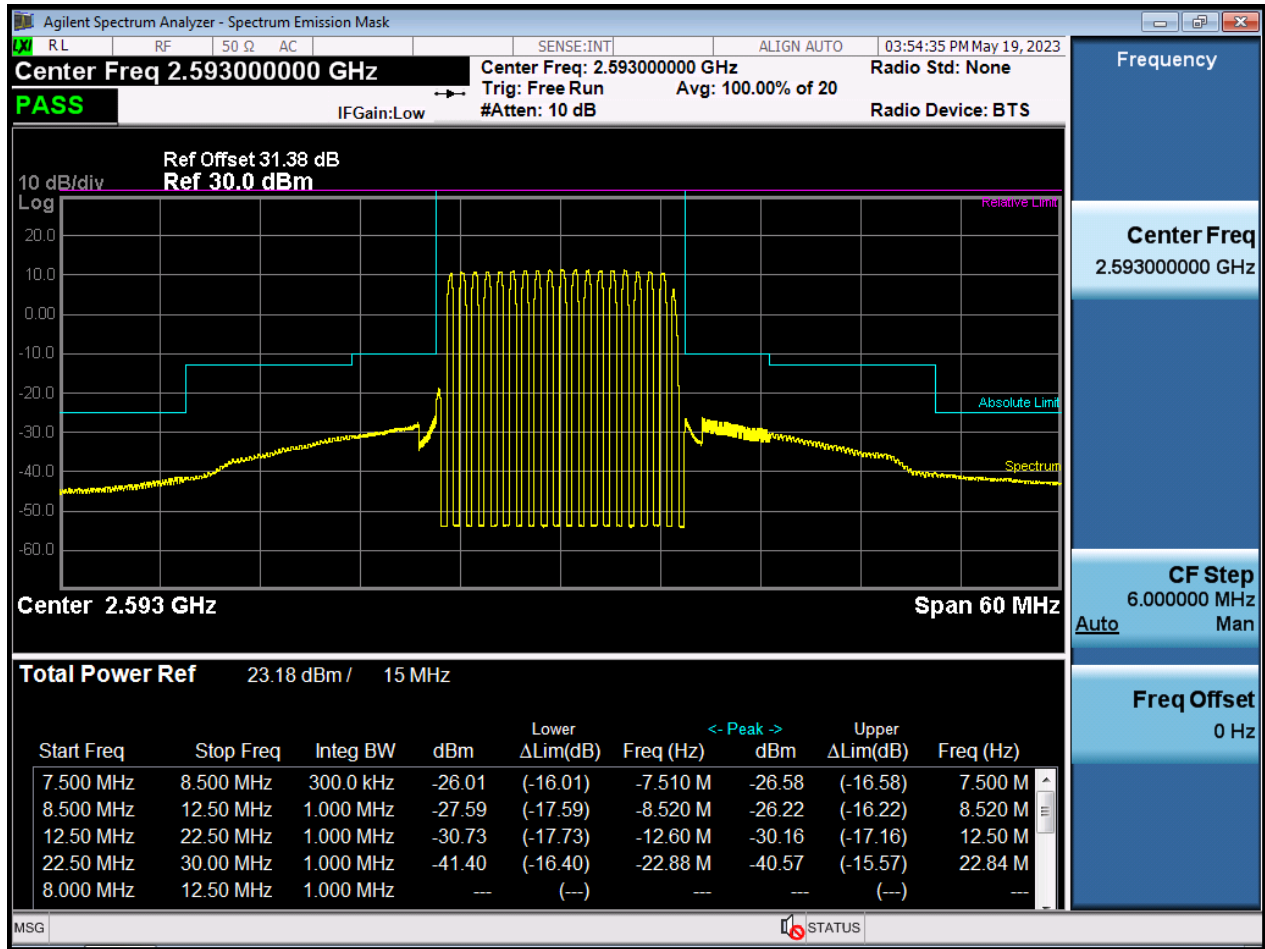 Agilent Spectrum Analyzer - Spectrum Emission Mask
LXI RL RF 50 Ω AC SENSE:INT ALIGN AUTO 03:54:35 PM May 19, 2023
Center Freq 2.593000000 GHz
Center Freq: 2.593000000 GHz
Radio Std: None
Trig: Free Run Avg: 100.00% of 20
PASS
IFGain:Low
#Atten: 10 dB
Radio Device: BTS
Ref Offset 31.38 dB
10 dB/div Ref 30.0 dBm
Log
Relative Limit
20.0
10.0
0.00
-10.0
-20.0
Absolute Limit
-30.0
-40.0
Spectrum
-50.0
-60.0
Center 2.593 GHz Span 60 MHz
Total Power Ref 23.18 dBm / 15 MHz
Lower <- Peak -> Upper
Start Freq Stop Freq Integ BW dBm ΔLim(dB) Freq (Hz) dBm ΔLim(dB) Freq (Hz)
7.500 MHz 8.500 MHz 300.0 kHz -26.01 (-16.01) -7.510 M -26.58 (-16.58) 7.500 M
8.500 MHz 12.50 MHz 1.000 MHz -27.59 (-17.59) -8.520 M -26.22 (-16.22) 8.520 M
12.50 MHz 22.50 MHz 1.000 MHz -30.73 (-17.73) -12.60 M -30.16 (-17.16) 12.50 M
22.50 MHz 30.00 MHz 1.000 MHz -41.40 (-16.40) -22.88 M -40.57 (-15.57) 22.84 M
8.000 MHz 12.50 MHz 1.000 MHz --- (---) --- --- (---) ---
MSG STATUS
Frequency
Center Freq
2.593000000 GHz
CF Step
6.000000 MHz
Auto Man
Freq Offset
0 Hz